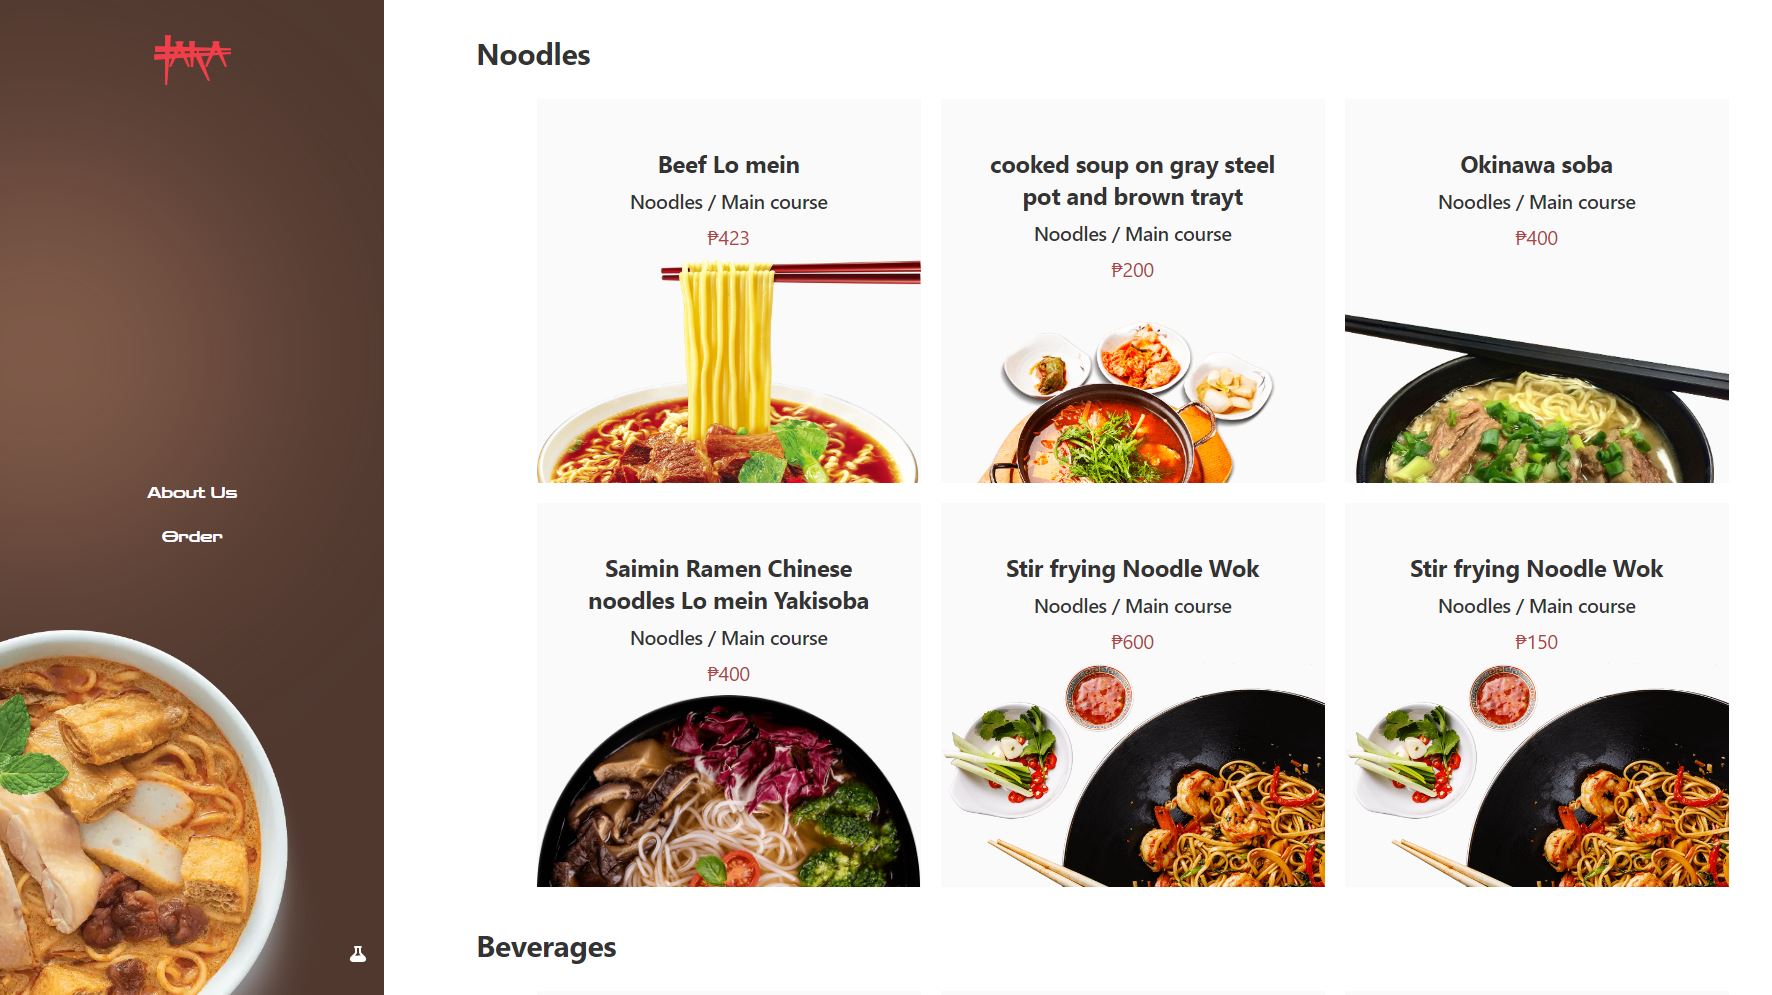 TARA
About Us
Order
Noodles
Beef Lo mein
Noodles / Main course
₱423
cooked soup on gray steel
pot and brown trayt
Noodles / Main course
₱200
Okinawa soba
Noodles / Main course
₱400
Saimin Ramen Chinese
noodles Lo mein Yakisoba
Noodles / Main course
₱400
Stir frying Noodle Wok
Noodles / Main course
₱600
Stir frying Noodle Wok
Noodles / Main course
₱150
Beverages